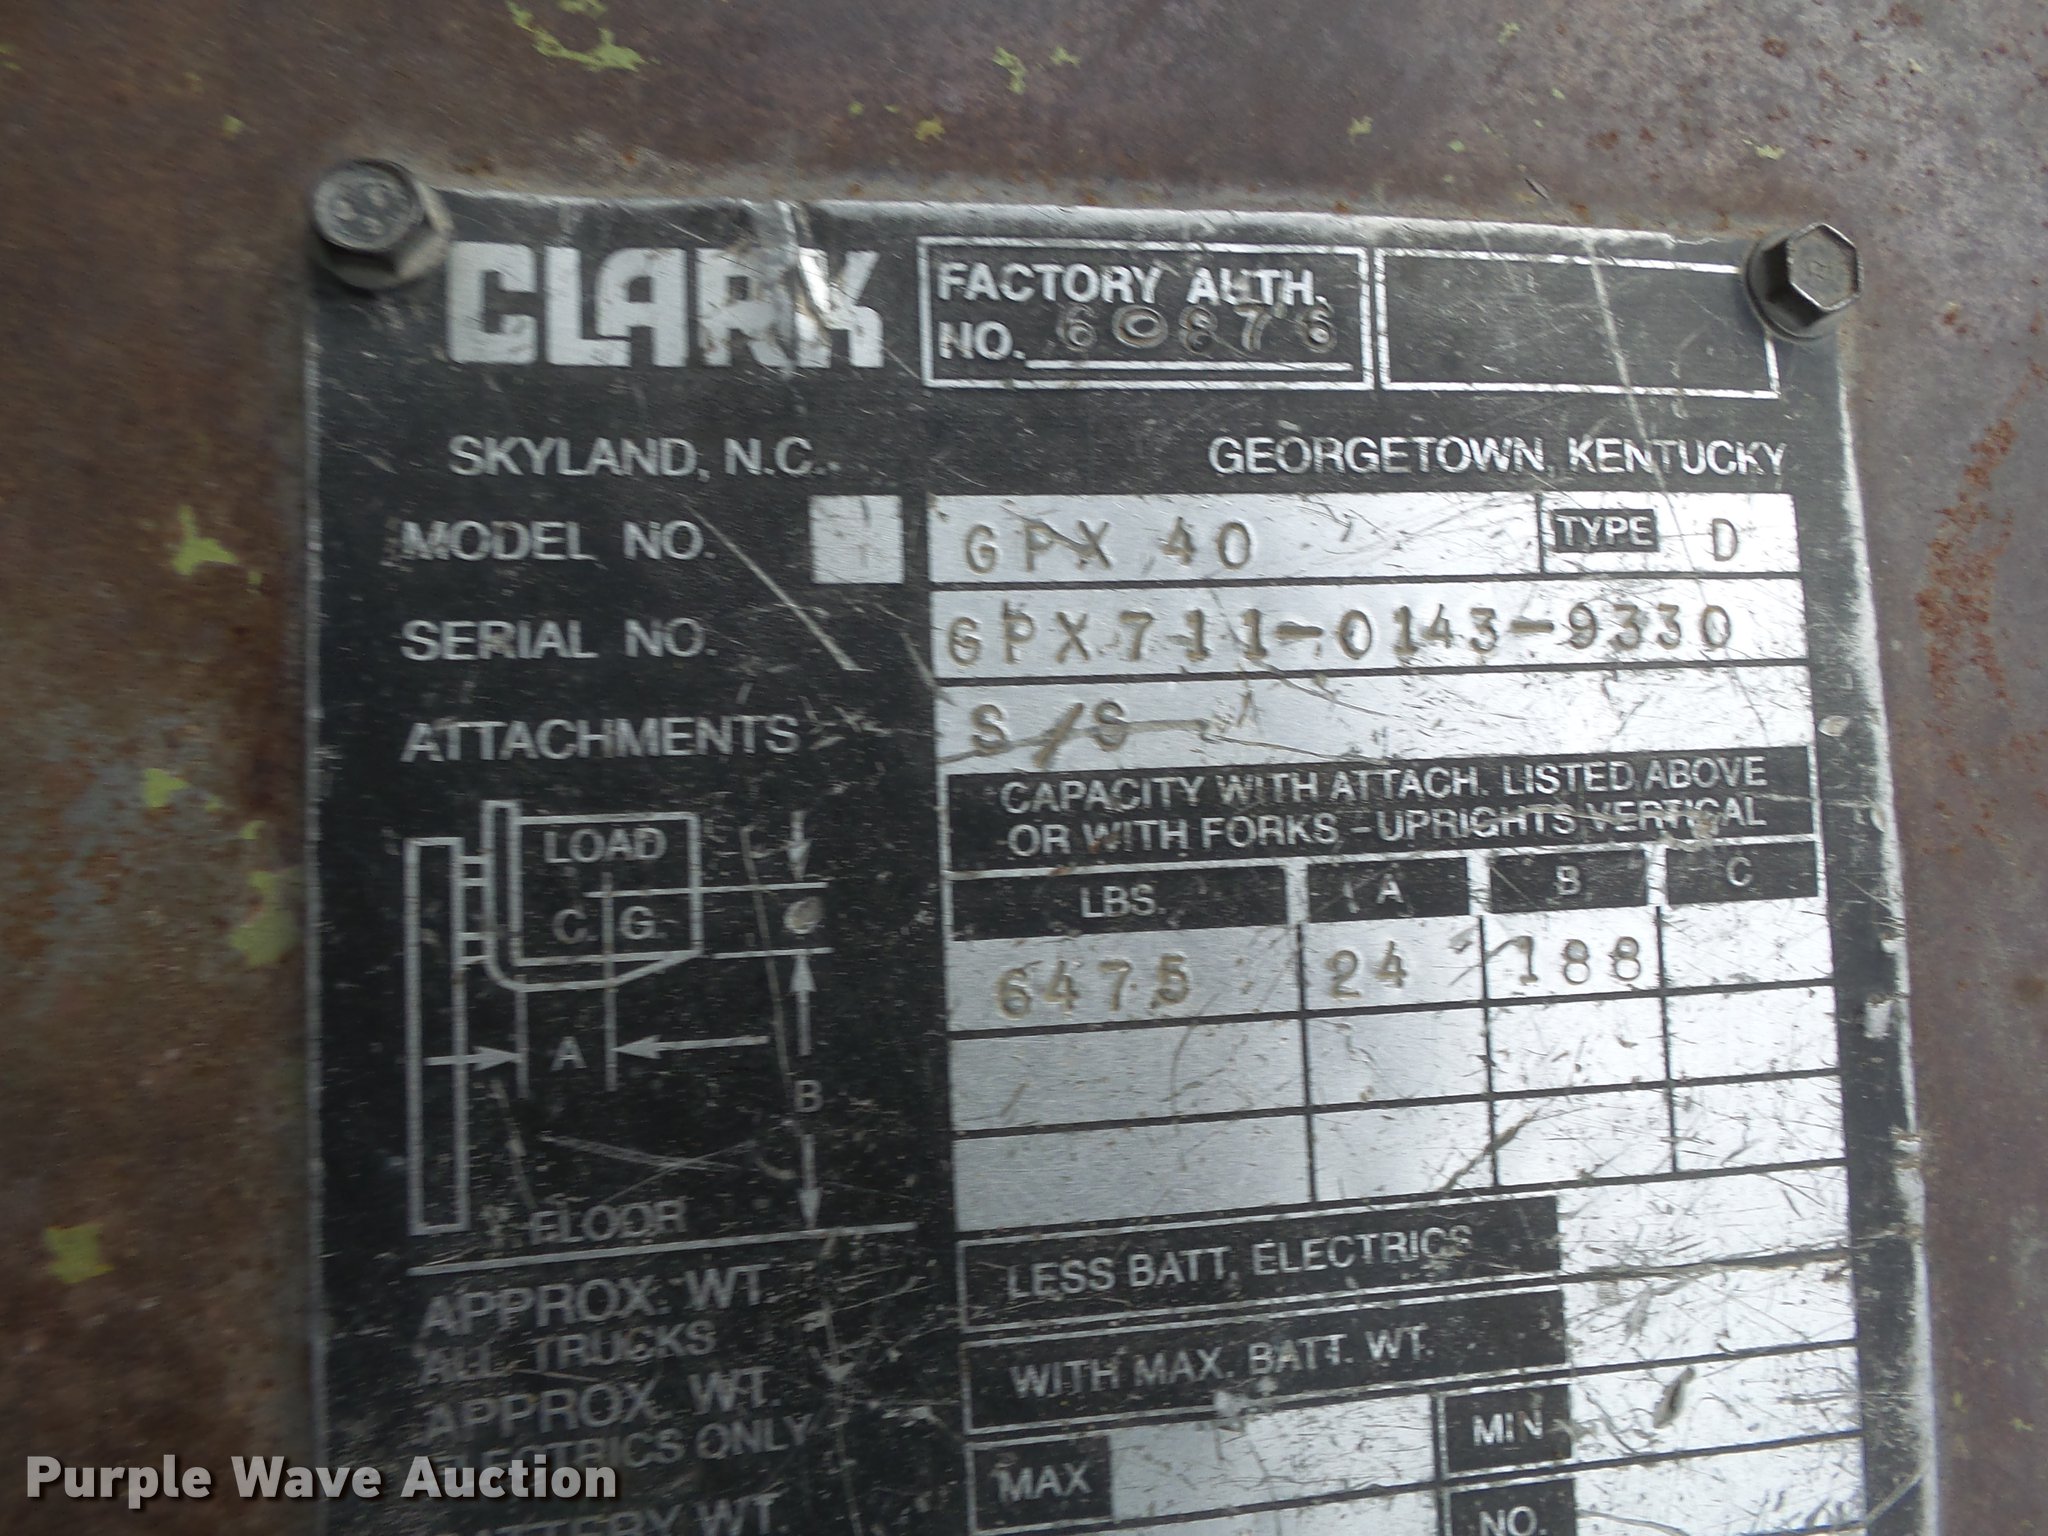 CLARK
FACTORY AUTH.
NO. 60876
SKYLAND, N.C.
GEORGETOWN, KENTUCKY
MODEL NO. GPX 40 TYPE D
SERIAL NO. GPX711-0143-9330
ATTACHMENTS S/S
CAPACITY WITH ATTACH. LISTED ABOVE
OR WITH FORKS - UPRIGHTS VERTICAL
LBS. A B C
6475 24 188
LOAD
C. G.
C
A
B
FLOOR
APPROX. WT.
ALL TRUCKS
LESS BATT. ELECTRICS
APPROX. WT.
ELECTRICS ONLY
WITH MAX. BATT. WT.
BATTERY WT.
MAX
MIN
NO.
Purple Wave Auction